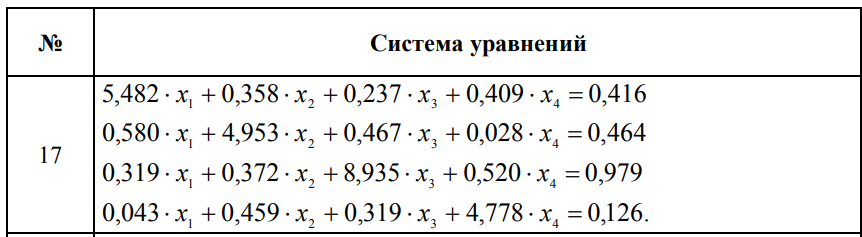 № Система уравнений
5,482 · x₁ + 0,358 · x₂ + 0,237 · x₃ + 0,409 · x₄ = 0,416
0,580 · x₁ + 4,953 · x₂ + 0,467 · x₃ + 0,028 · x₄ = 0,464
17
0,319 · x₁ + 0,372 · x₂ + 8,935 · x₃ + 0,520 · x₄ = 0,979
0,043 · x₁ + 0,459 · x₂ + 0,319 · x₃ + 4,778 · x₄ = 0,126.